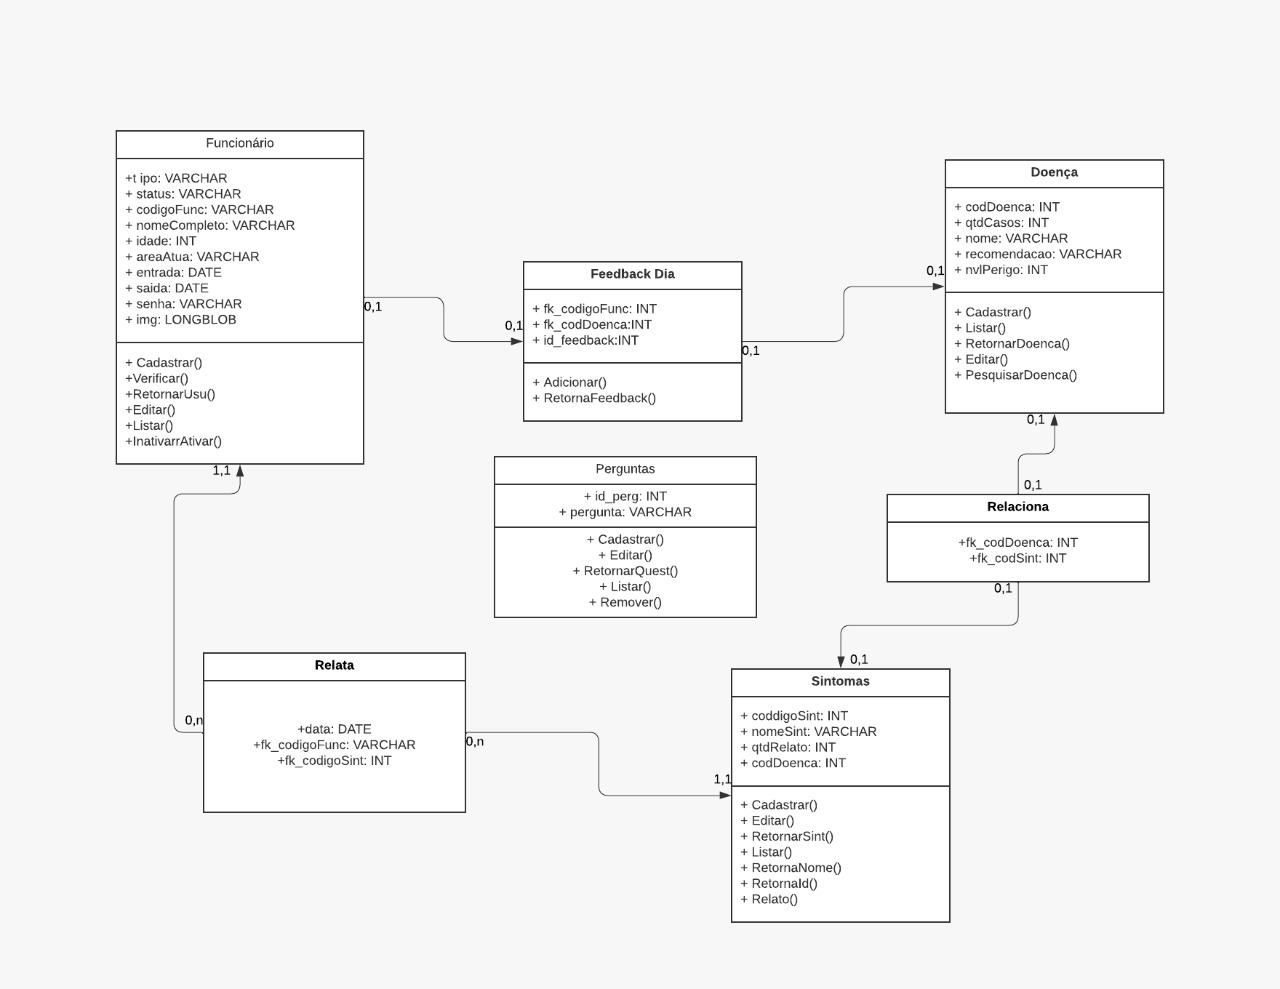 Funcionário
+t ipo: VARCHAR
+ status: VARCHAR
+ codigoFunc: VARCHAR
+ nomeCompleto: VARCHAR
+ idade: INT
+ areaAtua: VARCHAR
+ entrada: DATE
+ saida: DATE
+ senha: VARCHAR
+ img: LONGBLOB
+ Cadastrar()
+Verificar()
+RetornarUsu()
+Editar()
+Listar()
+InativarrAtivar()
0,1
0,1
Feedback Dia
+ fk_codigoFunc: INT
+ fk_codDoenca:INT
+ id_feedback:INT
+ Adicionar()
+ RetornaFeedback()
0,1
0,1
Doença
+ codDoenca: INT
+ qtdCasos: INT
+ nome: VARCHAR
+ recomendacao: VARCHAR
+ nvlPerigo: INT
+ Cadastrar()
+ Listar()
+ RetornarDoenca()
+ Editar()
+ PesquisarDoenca()
0,1
0,1
Relaciona
+fk_codDoenca: INT
+fk_codSint: INT
0,1
0,1
Perguntas
+ id_perg: INT
+ pergunta: VARCHAR
+ Cadastrar()
+ Editar()
+ RetornarQuest()
+ Listar()
+ Remover()
1,1
0,n
Relata
+data: DATE
+fk_codigoFunc: VARCHAR
+fk_codigoSint: INT
0,n
1,1
Sintomas
+ coddigoSint: INT
+ nomeSint: VARCHAR
+ qtdRelato: INT
+ codDoenca: INT
+ Cadastrar()
+ Editar()
+ RetornarSint()
+ Listar()
+ RetornaNome()
+ RetornaId()
+ Relato()